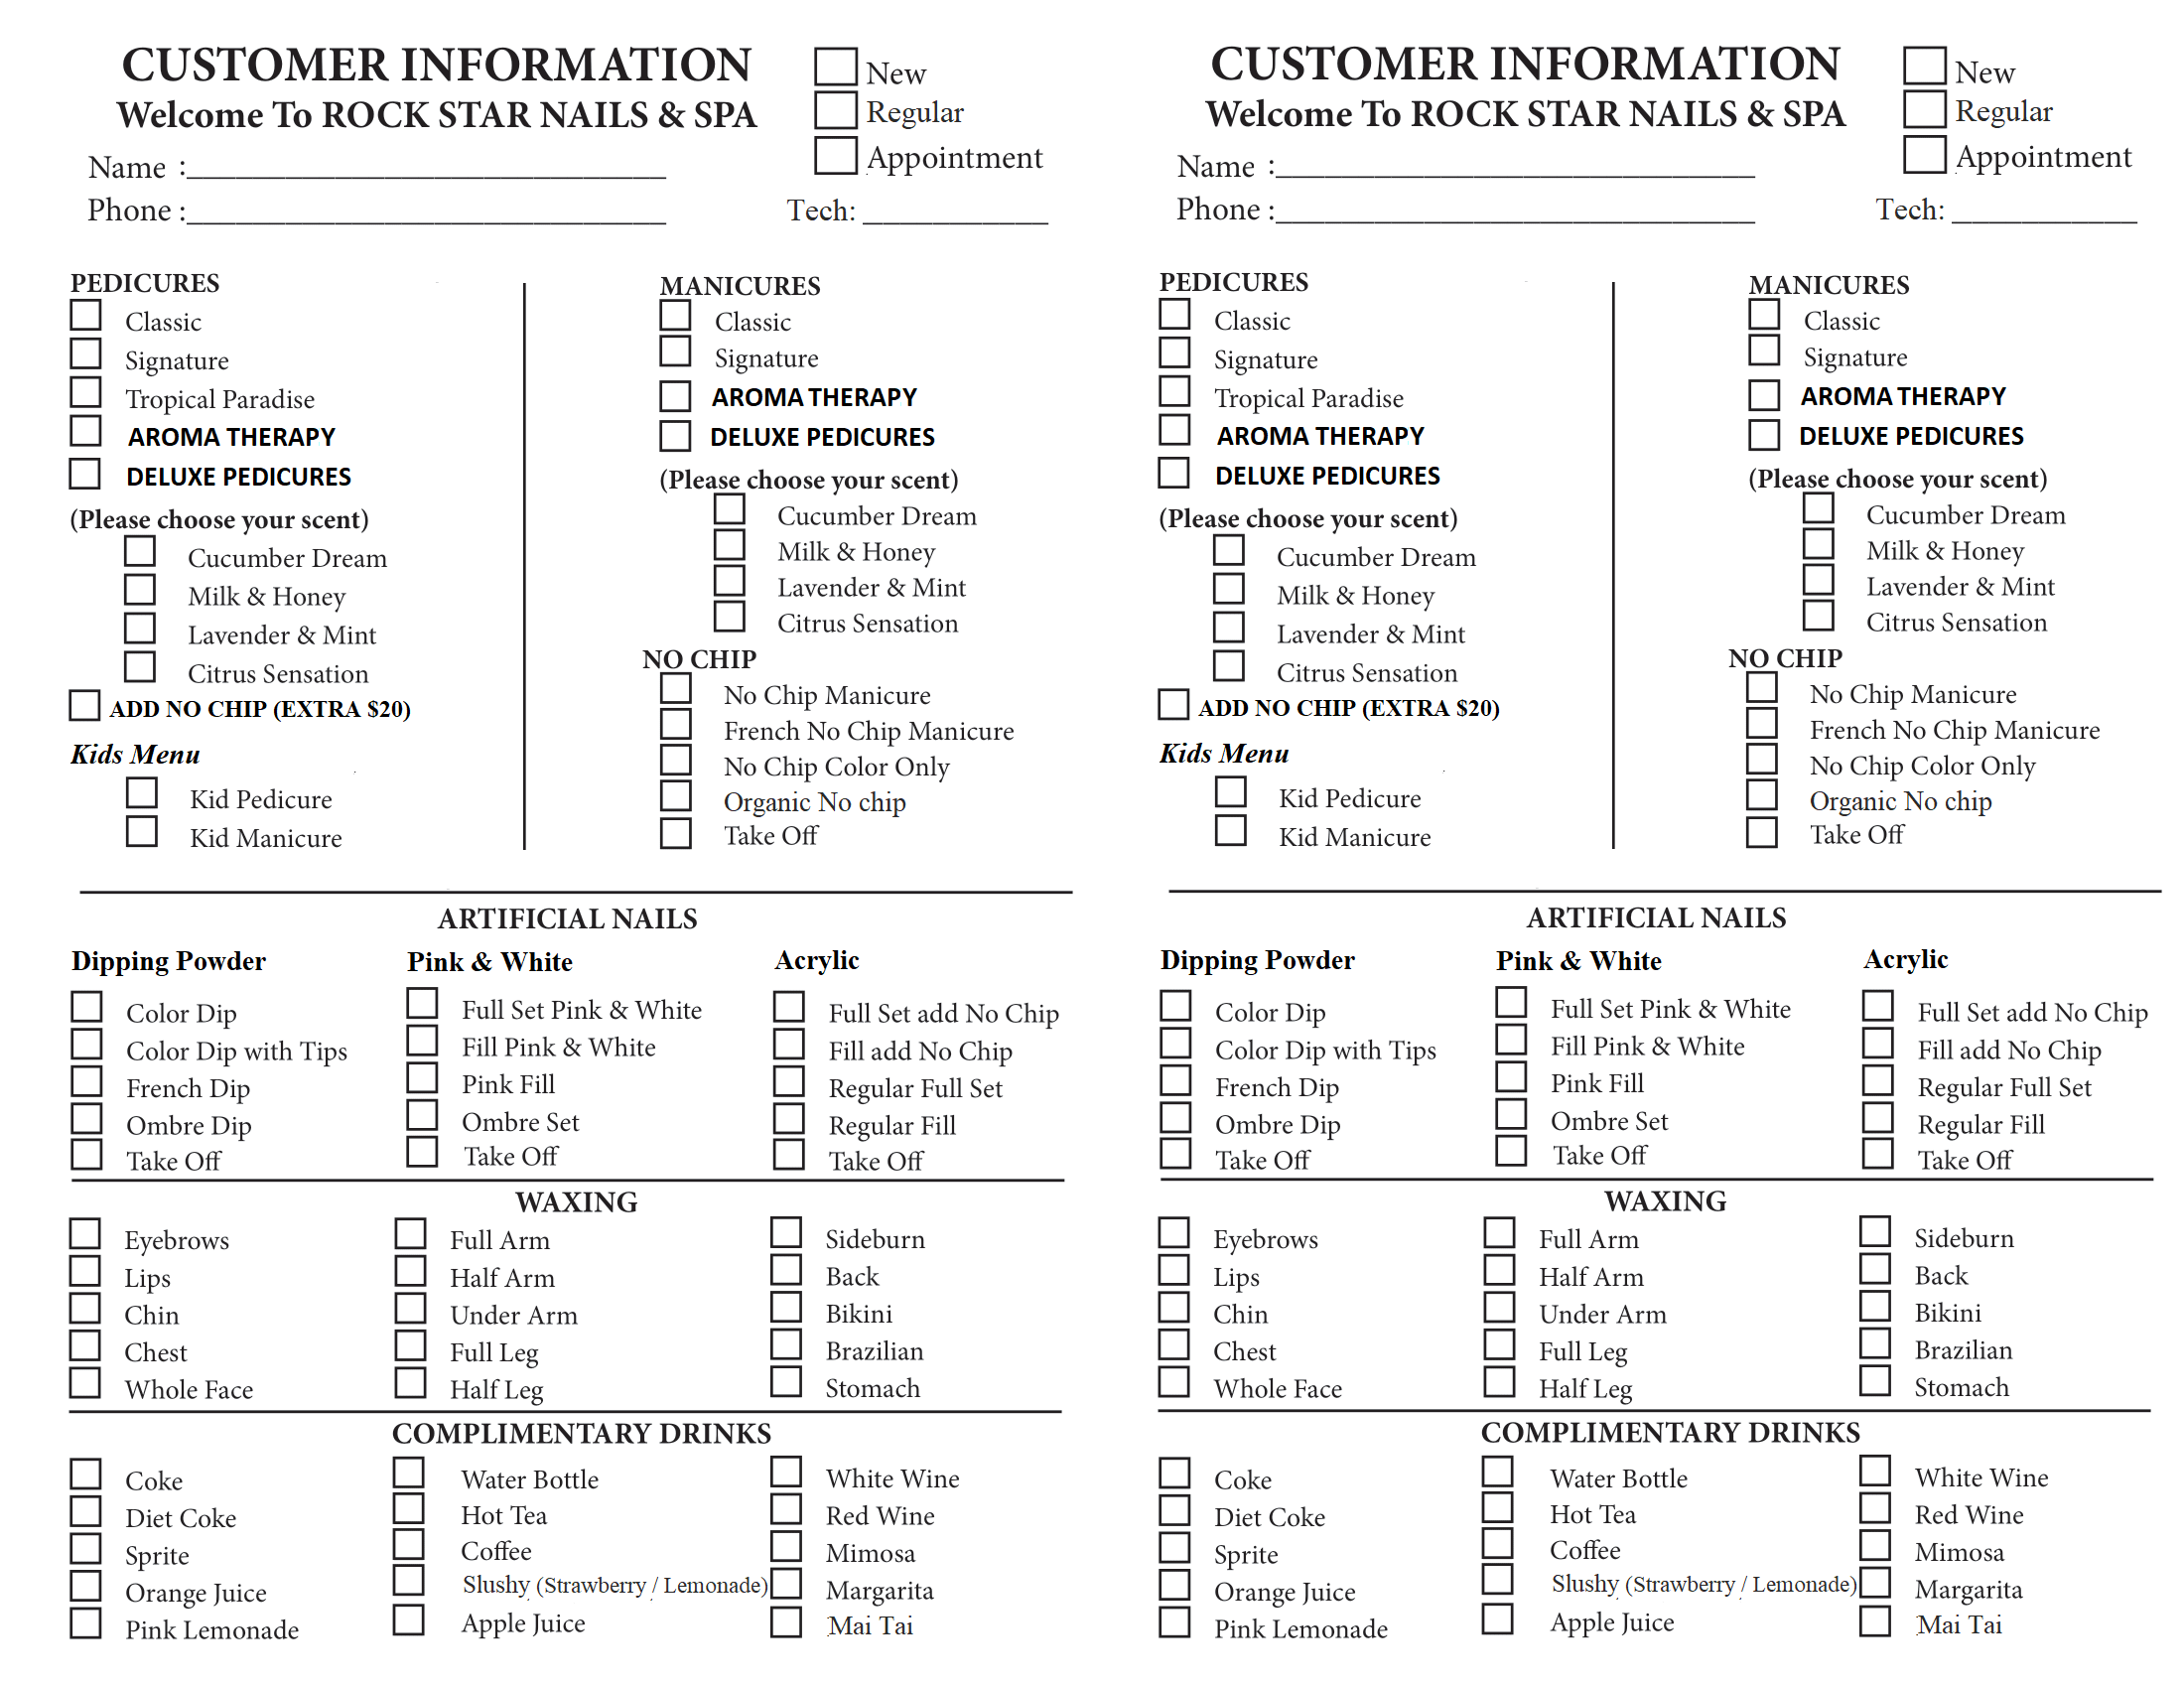 CUSTOMER INFORMATION
Welcome To ROCK STAR NAILS & SPA
New
Regular
Appointment
Name :_____________________________
Phone :_____________________________
Tech: ___________
PEDICURES
Classic
Signature
Tropical Paradise
AROMA THERAPY
DELUXE PEDICURES
(Please choose your scent)
Cucumber Dream
Milk & Honey
Lavender & Mint
Citrus Sensation
ADD NO CHIP (EXTRA $20)
Kids Menu
Kid Pedicure
Kid Manicure
MANICURES
Classic
Signature
AROMA THERAPY
DELUXE PEDICURES
(Please choose your scent)
Cucumber Dream
Milk & Honey
Lavender & Mint
Citrus Sensation
NO CHIP
No Chip Manicure
French No Chip Manicure
No Chip Color Only
Organic No chip
Take Off
ARTIFICIAL NAILS
Dipping Powder
Color Dip
Color Dip with Tips
French Dip
Ombre Dip
Take Off
Pink & White
Full Set Pink & White
Fill Pink & White
Pink Fill
Ombre Set
Take Off
Acrylic
Full Set add No Chip
Fill add No Chip
Regular Full Set
Regular Fill
Take Off
WAXING
Eyebrows
Lips
Chin
Chest
Whole Face
Full Arm
Half Arm
Under Arm
Full Leg
Half Leg
Sideburn
Back
Bikini
Brazilian
Stomach
COMPLIMENTARY DRINKS
Coke
Diet Coke
Sprite
Orange Juice
Pink Lemonade
Water Bottle
Hot Tea
Coffee
Slushy (Strawberry / Lemonade)
Apple Juice
White Wine
Red Wine
Mimosa
Margarita
Mai Tai
CUSTOMER INFORMATION
Welcome To ROCK STAR NAILS & SPA
New
Regular
Appointment
Name :_____________________________
Phone :_____________________________
Tech: ___________
PEDICURES
Classic
Signature
Tropical Paradise
AROMA THERAPY
DELUXE PEDICURES
(Please choose your scent)
Cucumber Dream
Milk & Honey
Lavender & Mint
Citrus Sensation
ADD NO CHIP (EXTRA $20)
Kids Menu
Kid Pedicure
Kid Manicure
MANICURES
Classic
Signature
AROMA THERAPY
DELUXE PEDICURES
(Please choose your scent)
Cucumber Dream
Milk & Honey
Lavender & Mint
Citrus Sensation
NO CHIP
No Chip Manicure
French No Chip Manicure
No Chip Color Only
Organic No chip
Take Off
ARTIFICIAL NAILS
Dipping Powder
Color Dip
Color Dip with Tips
French Dip
Ombre Dip
Take Off
Pink & White
Full Set Pink & White
Fill Pink & White
Pink Fill
Ombre Set
Take Off
Acrylic
Full Set add No Chip
Fill add No Chip
Regular Full Set
Regular Fill
Take Off
WAXING
Eyebrows
Lips
Chin
Chest
Whole Face
Full Arm
Half Arm
Under Arm
Full Leg
Half Leg
Sideburn
Back
Bikini
Brazilian
Stomach
COMPLIMENTARY DRINKS
Coke
Diet Coke
Sprite
Orange Juice
Pink Lemonade
Water Bottle
Hot Tea
Coffee
Slushy (Strawberry / Lemonade)
Apple Juice
White Wine
Red Wine
Mimosa
Margarita
Mai Tai